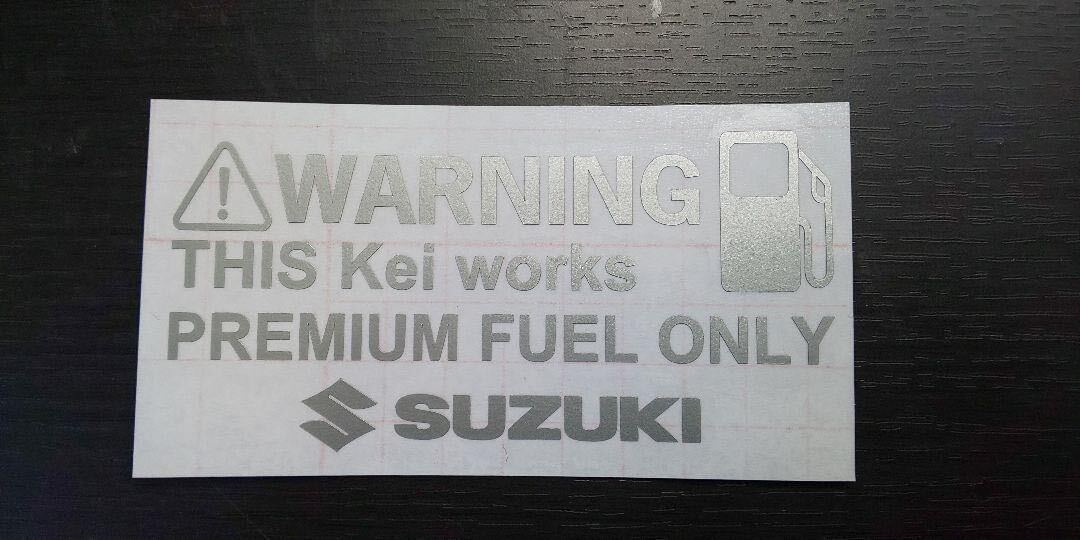 WARNING
THIS Kei works
PREMIUM FUEL ONLY
SUZUKI